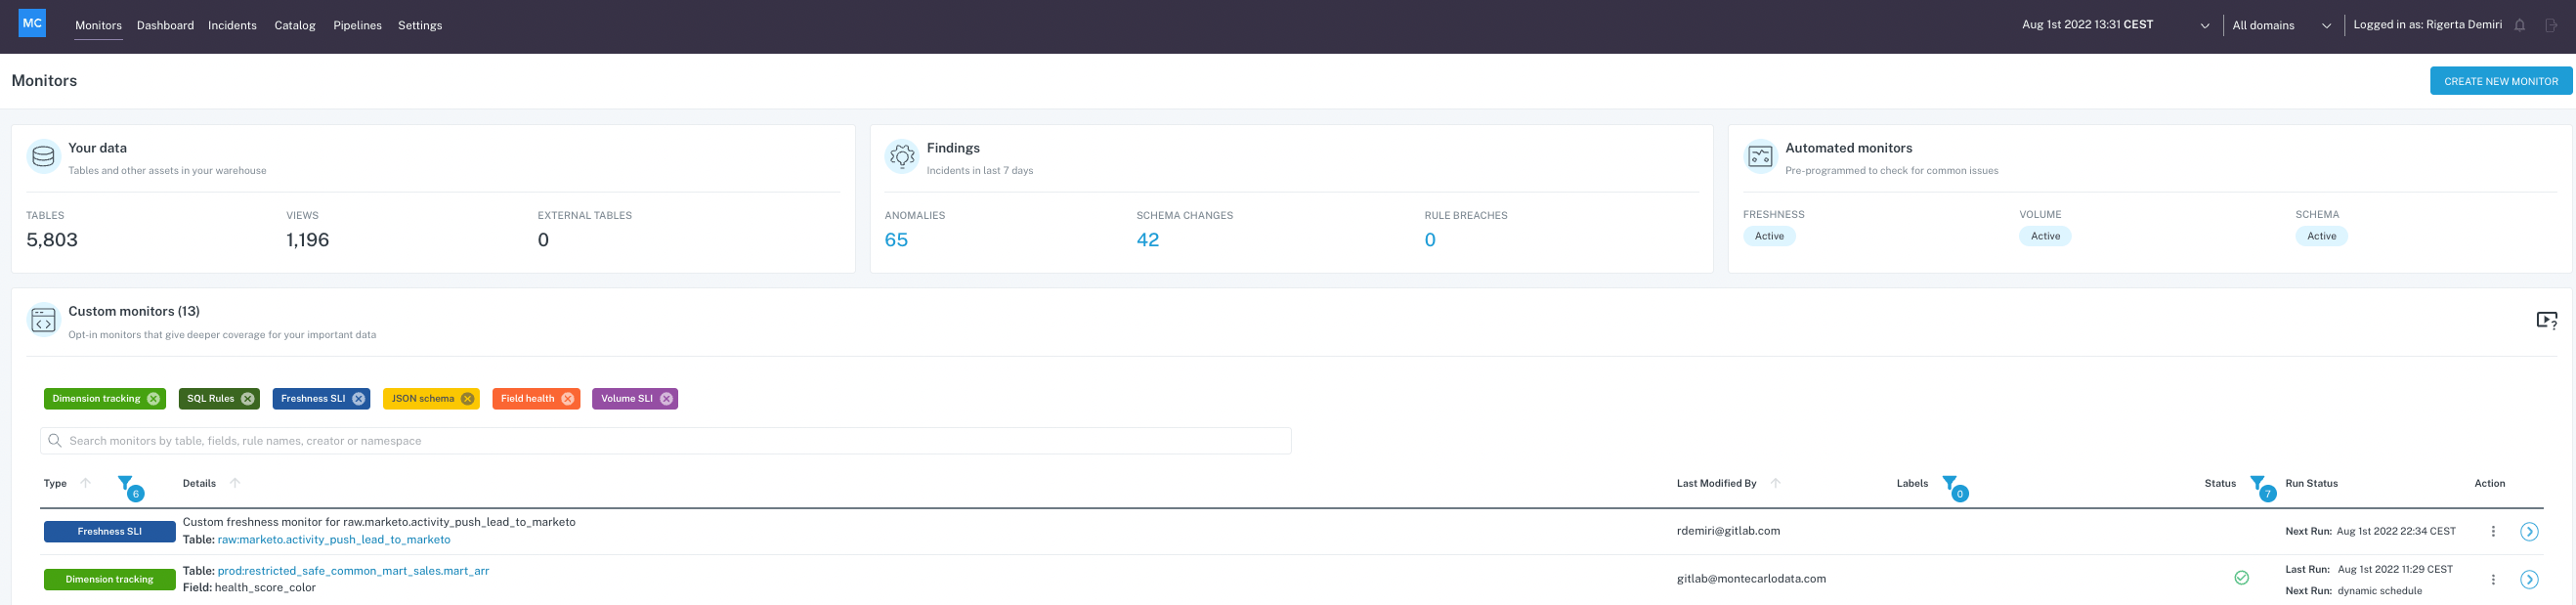 MC Monitors Dashboard Incidents Catalog Pipelines Settings Aug 1st 2022 13:31 CEST All domains Logged in as: Rigerta Demiri
Monitors CREATE NEW MONITOR
Your data
Tables and other assets in your warehouse
TABLES VIEWS EXTERNAL TABLES
5,803 1,196 0
Findings
Incidents in last 7 days
ANOMALIES SCHEMA CHANGES RULE BREACHES
65 42 0
Automated monitors
Pre-programmed to check for common issues
FRESHNESS VOLUME SCHEMA
Active Active Active
Custom monitors (13)
Opt-in monitors that give deeper coverage for your important data
Dimension tracking SQL Rules Freshness SLI JSON schema Field health Volume SLI
Search monitors by table, fields, rule names, creator or namespace
Type 6 Details Last Modified By Labels 0 Status 7 Run Status Action
Freshness SLI Custom freshness monitor for raw.marketo.activity_push_lead_to_marketo rdemiri@gitlab.com Next Run: Aug 1st 2022 22:34 CEST
Table: raw:marketo.activity_push_lead_to_marketo
Dimension tracking Table: prod:restricted_safe_common_mart_sales.mart_arr gitlab@montecarlodata.com Last Run: Aug 1st 2022 11:29 CEST
Field: health_score_color Next Run: dynamic schedule